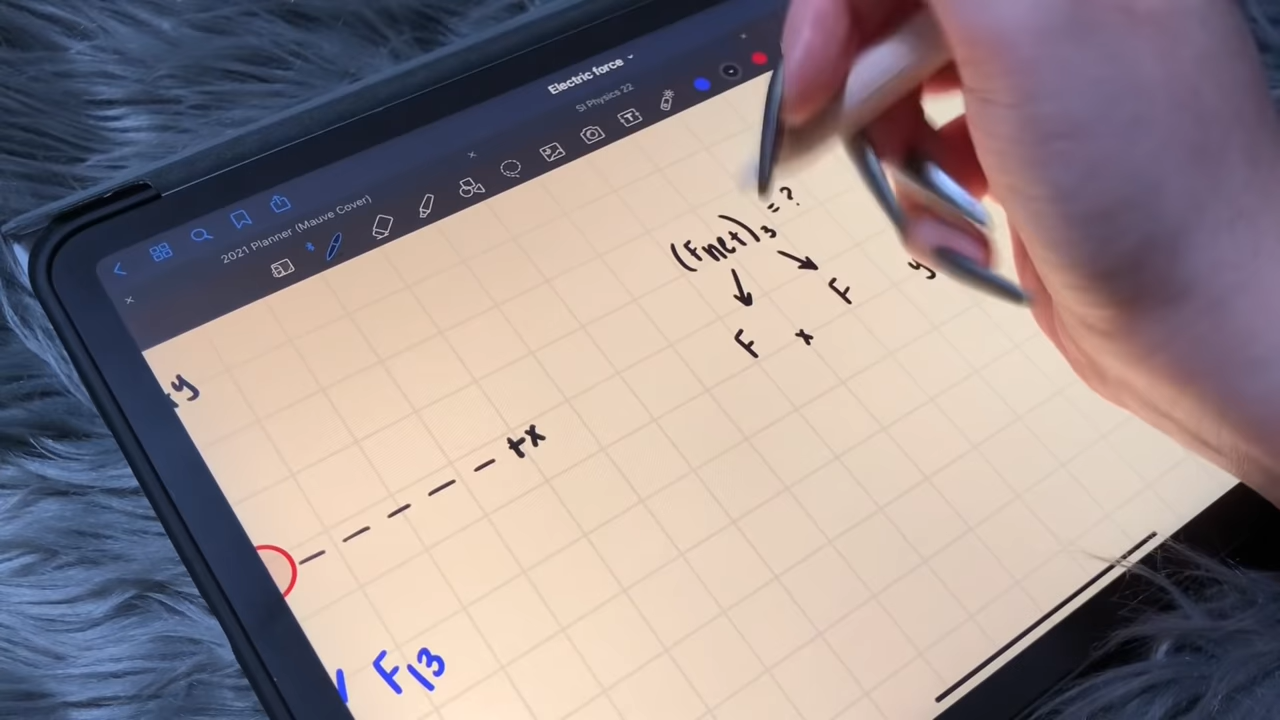 Electric force
SI Physics 22
2021 Planner (Mauve Cover)
(Fnet)₃ = ?
F x F y
+y
+x
F₁₃